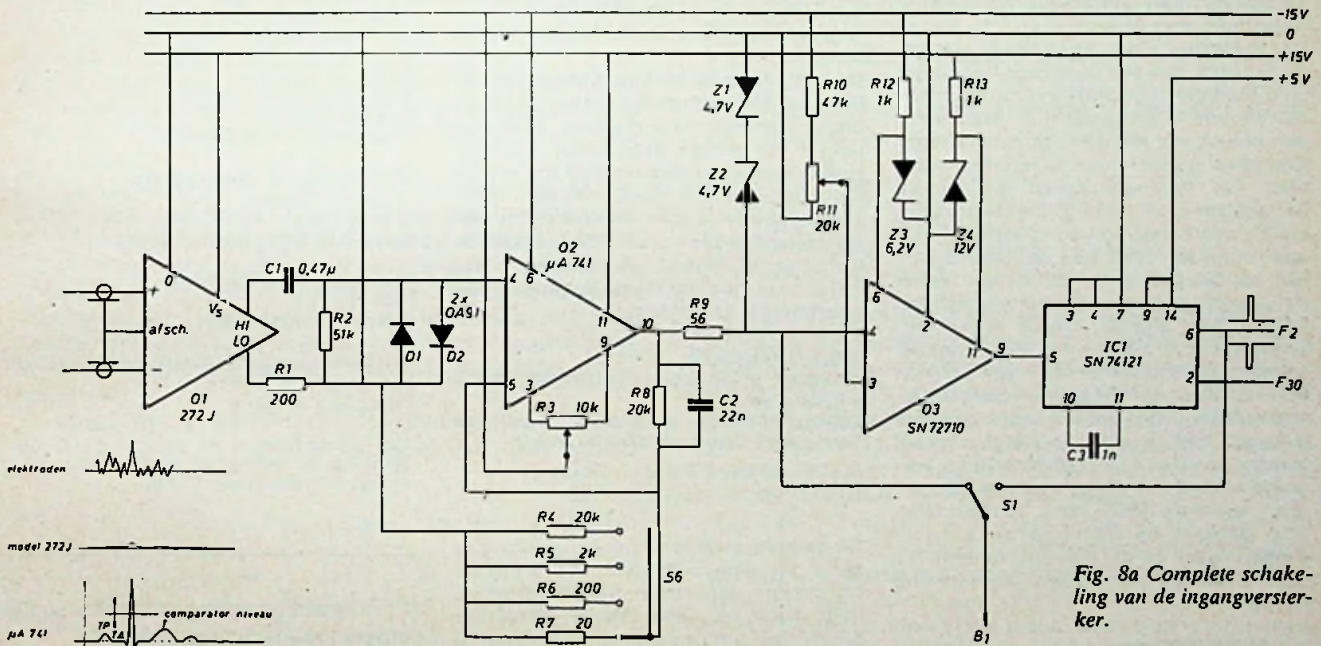 -15V
0
+15V
+5V
Z1
4,7V
R10
47k
R12
1k
R13
1k
Z2
4,7V
R11
20k
Z3
6,2V
Z4
12V
O2
µA 741
C1 0,47µ
2x
OA91
R2
51k
D1
D2
R1
200
+
afsch.
-
0
Vs
HI
LO
O1
272J
4
6
11
10
5
3
9
R3
10k
R9
56
R8
20k
C2
22n
6
4
3
2
11
9
O3
SN 72710
3
4
7
9
14
5
IC1
SN 74121
6
2
10
11
F2
F30
C3
1n
S1
B1
R4 20k
R5 2k
R6 200
R7 20
S6
elektroden
model 272J
µA 741
TP
TA
comparator niveau
Fig. 8a Complete schake-
ling van de ingangverster-
ker.